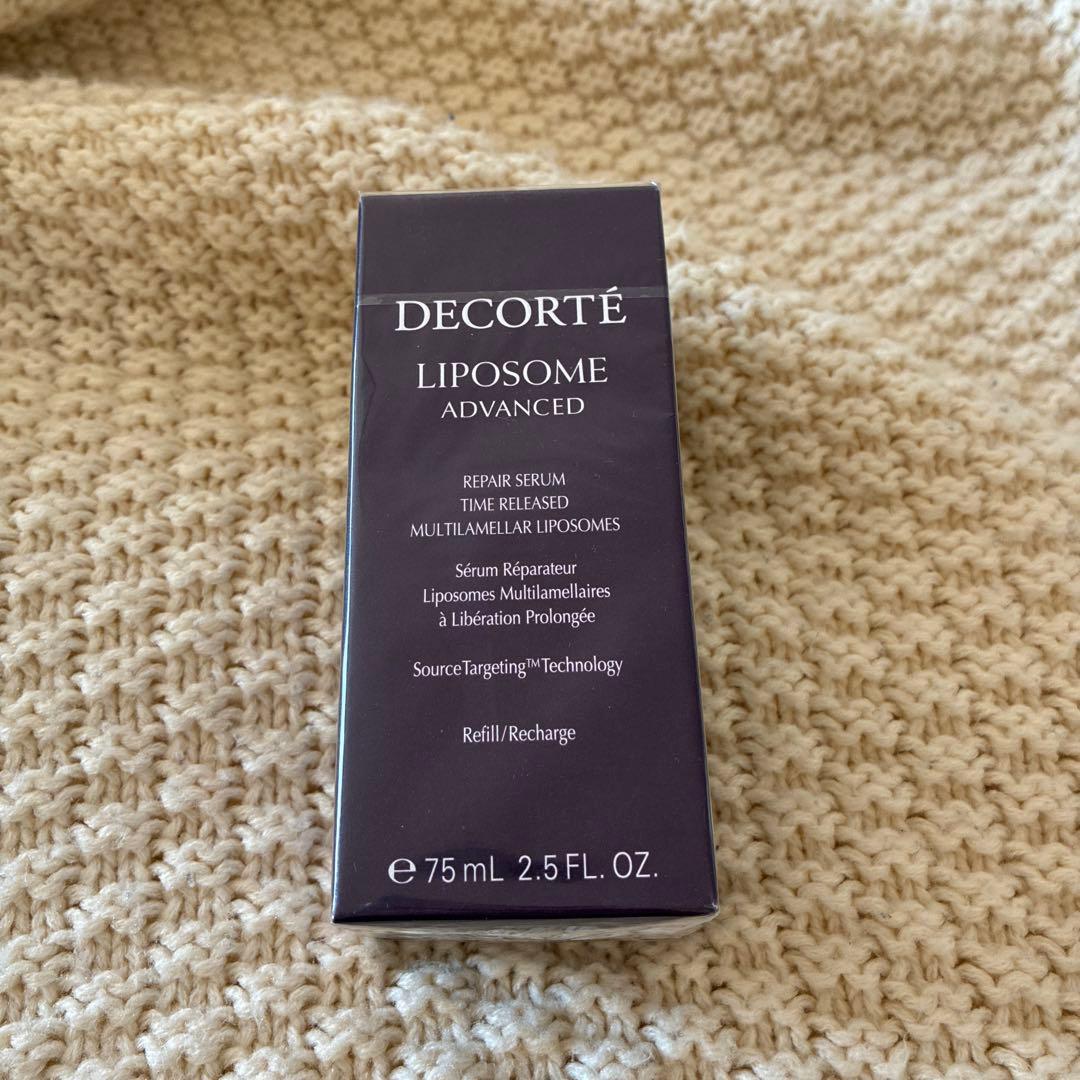 DECORTÉ
LIPOSOME
ADVANCED
REPAIR SERUM
TIME RELEASED
MULTILAMELLAR LIPOSOMES
Sérum Réparateur
Liposomes Multilamellaires
à Libération Prolongée
SourceTargeting™Technology
Refill/Recharge
℮ 75 mL 2.5 FL. OZ.